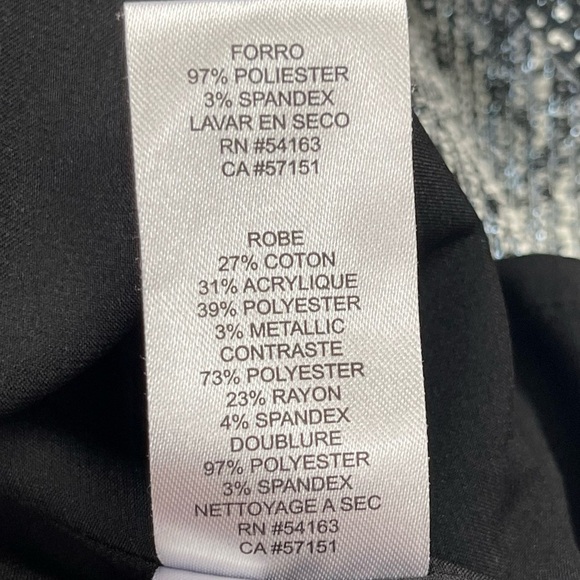 FORRO
97% POLIESTER
3% SPANDEX
LAVAR EN SECO
RN #54163
CA #57151
ROBE
27% COTON
31% ACRYLIQUE
39% POLYESTER
3% METALLIC
CONTRASTE
73% POLYESTER
23% RAYON
4% SPANDEX
DOUBLURE
97% POLYESTER
3% SPANDEX
NETTOYAGE A SEC
RN #54163
CA #57151